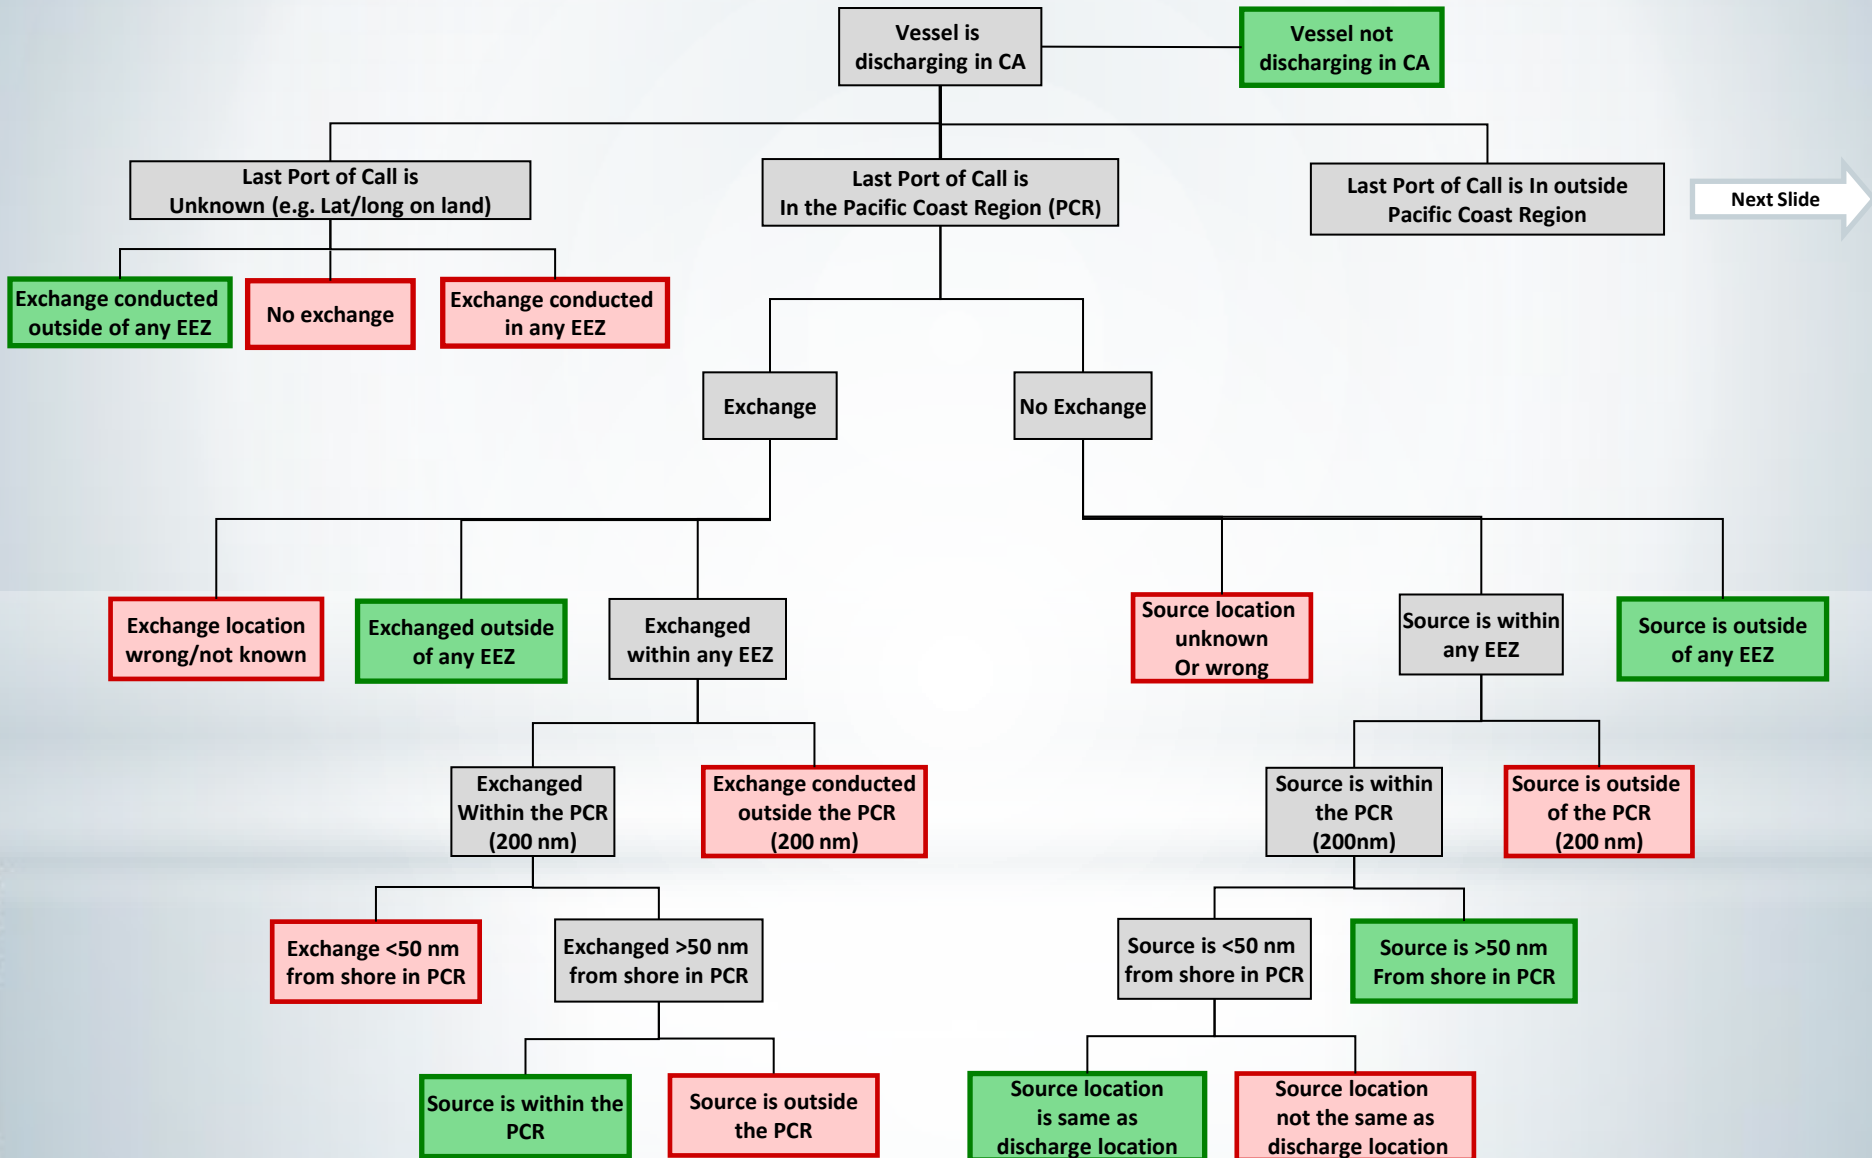 Vessel is
discharging in CA
Vessel not
discharging in CA
Last Port of Call is
Unknown (e.g. Lat/long on land)
Last Port of Call is
In the Pacific Coast Region (PCR)
Last Port of Call is In outside
Pacific Coast Region
Next Slide
Exchange conducted
outside of any EEZ
No exchange
Exchange conducted
in any EEZ
Exchange
No Exchange
Exchange location
wrong/not known
Exchanged outside
of any EEZ
Exchanged
within any EEZ
Source location
unknown
Or wrong
Source is within
any EEZ
Source is outside
of any EEZ
Exchanged
Within the PCR
(200 nm)
Exchange conducted
outside the PCR
(200 nm)
Source is within
the PCR
(200nm)
Source is outside
of the PCR
(200 nm)
Exchange <50 nm
from shore in PCR
Exchanged >50 nm
from shore in PCR
Source is <50 nm
from shore in PCR
Source is >50 nm
From shore in PCR
Source is within the
PCR
Source is outside
the PCR
Source location
is same as
discharge location
Source location
not the same as
discharge location